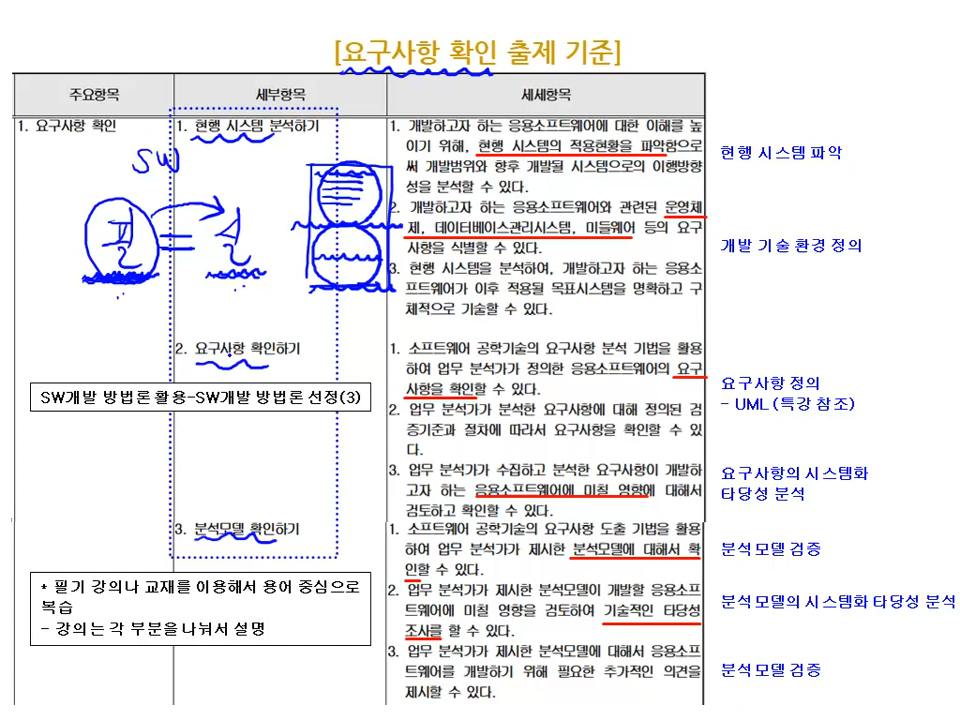 [요구사항 확인 출제 기준]
주요항목
세부항목
세세항목
1. 요구사항 확인
1. 현행 시스템 분석하기
1. 개발하고자 하는 응용소프트웨어에 대한 이해를 높
이기 위해, 현행 시스템의 적용현황을 파악함으로
써 개발범위와 향후 개발될 시스템으로의 이행방향
성을 분석할 수 있다.
현행 시스템 파악
SW
필
실
2. 개발하고자 하는 응용소프트웨어와 관련된 운영체
제, 데이터베이스관리시스템, 미들웨어 등의 요구
사항을 식별할 수 있다.
개발 기술 환경 정의
3. 현행 시스템을 분석하여, 개발하고자 하는 응용소
프트웨어가 이후 적용될 목표시스템을 명확하고 구
체적으로 기술할 수 있다.
2. 요구사항 확인하기
1. 소프트웨어 공학기술의 요구사항 분석 기법을 활용
하여 업무 분석가가 정의한 응용소프트웨어의 요구
사항을 확인할 수 있다.
요구사항 정의
- UML (특강 참조)
SW개발 방법론 활용-SW개발 방법론 선정(3)
2. 업무 분석가가 분석한 요구사항에 대해 정의된 검
증기준과 절차에 따라서 요구사항을 확인할 수 있
다.
3. 업무 분석가가 수집하고 분석한 요구사항이 개발하
고자 하는 응용소프트웨어에 미칠 영향에 대해서
검토하고 확인할 수 있다.
요구사항의 시스템화
타당성 분석
3. 분석모델 확인하기
1. 소프트웨어 공학기술의 요구사항 도출 기법을 활용
하여 업무 분석가가 제시한 분석모델에 대해서 확
인할 수 있다.
분석모델 검증
* 필기 강의나 교재를 이용해서 용어 중심으로
복습
- 강의는 각 부분을 나눠서 설명
2. 업무 분석가가 제시한 분석모델이 개발할 응용소프
트웨어에 미칠 영향을 검토하여 기술적인 타당성
조사를 할 수 있다.
분석모델의 시스템화 타당성 분석
3. 업무 분석가가 제시한 분석모델에 대해서 응용소프
트웨어를 개발하기 위해 필요한 추가적인 의견을
제시할 수 있다.
분석모델 검증